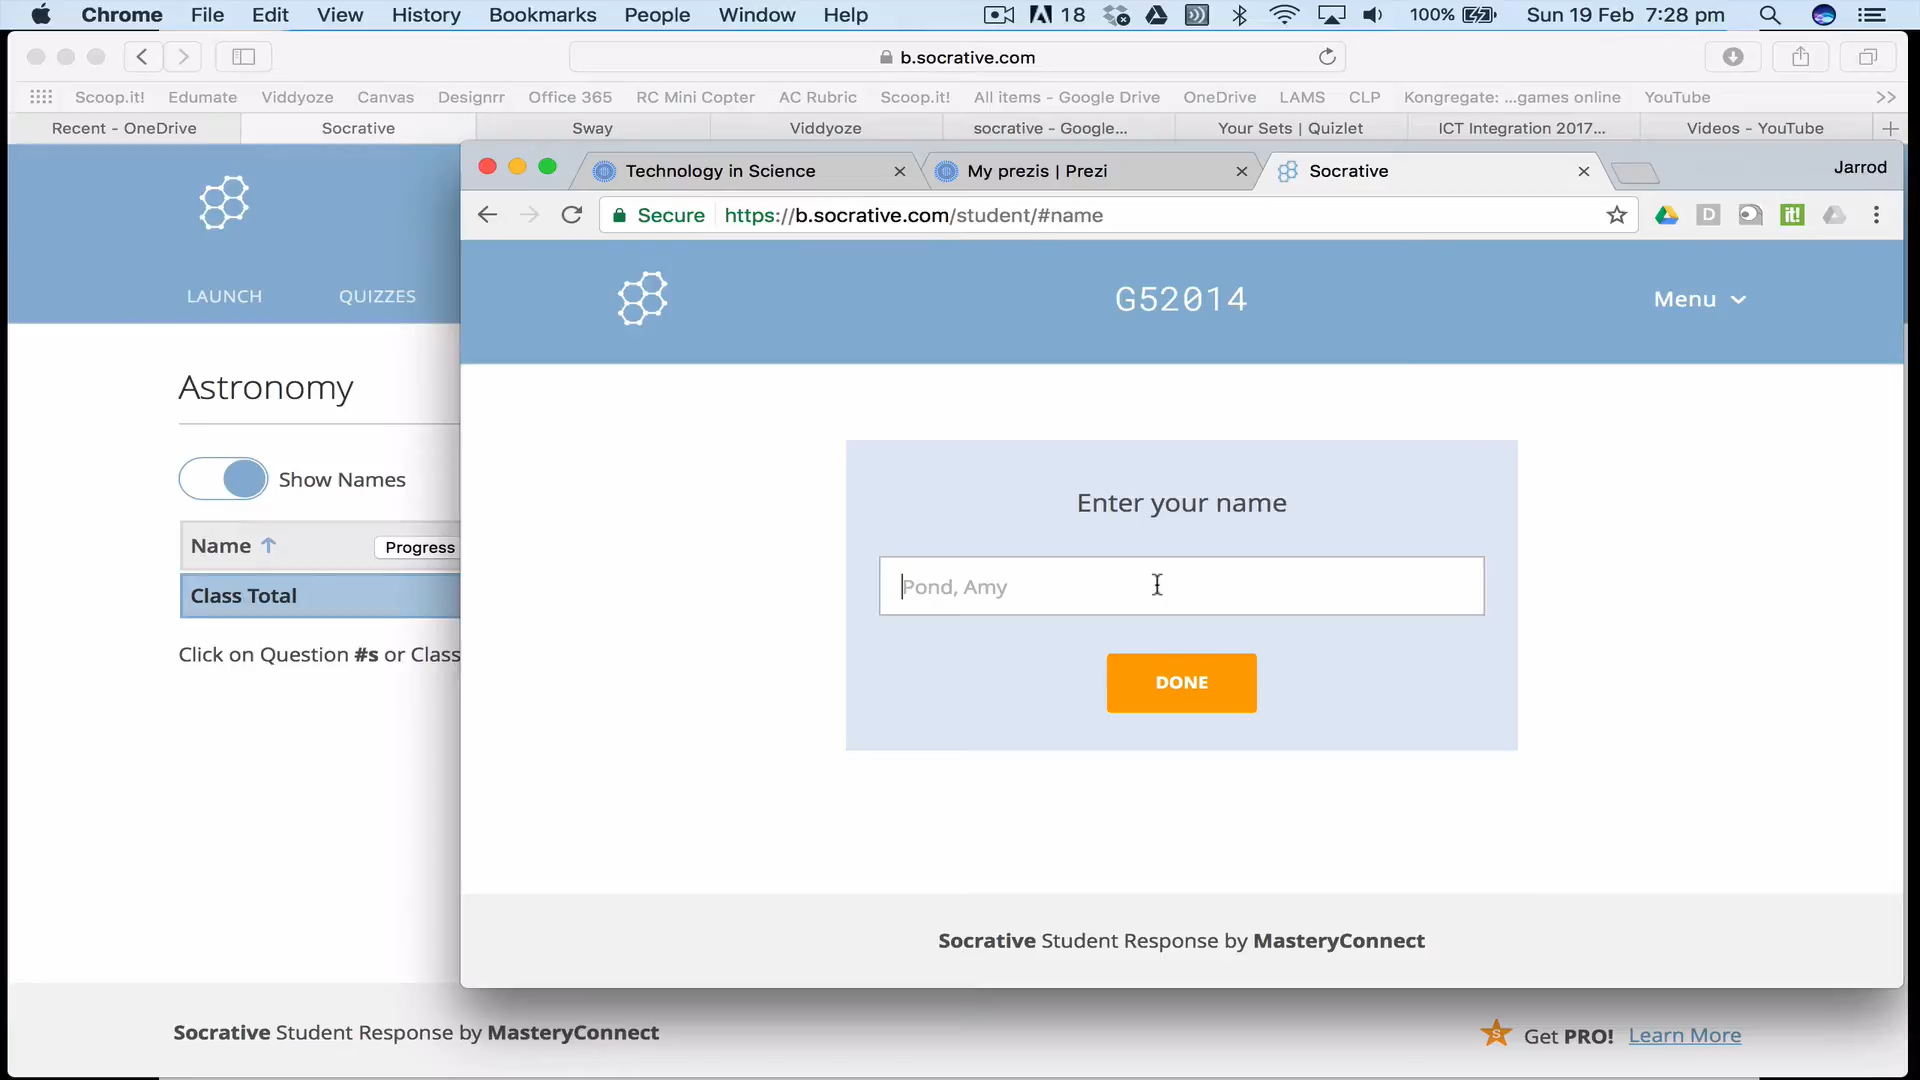 Chrome File Edit View History Bookmarks People Window Help 18 100% Sun 19 Feb 7:28 pm
b.socrative.com
Scoop.it! Edumate Viddyoze Canvas Designrr Office 365 RC Mini Copter AC Rubric Scoop.it! All items - Google Drive OneDrive LAMS CLP Kongregate: ...games online YouTube >>
Recent - OneDrive Socrative Sway Viddyoze socrative - Google... Your Sets | Quizlet ICT Integration 2017... Videos - YouTube
Technology in Science My prezis | Prezi Socrative Jarrod
Secure https://b.socrative.com/student/#name D it!
G52014 Menu
LAUNCH QUIZZES
Astronomy
Show Names
Name Progress
Class Total
Click on Question #s or Class
Enter your name
Pond, Amy
DONE
Socrative Student Response by MasteryConnect
Socrative Student Response by MasteryConnect
S Get PRO! Learn More